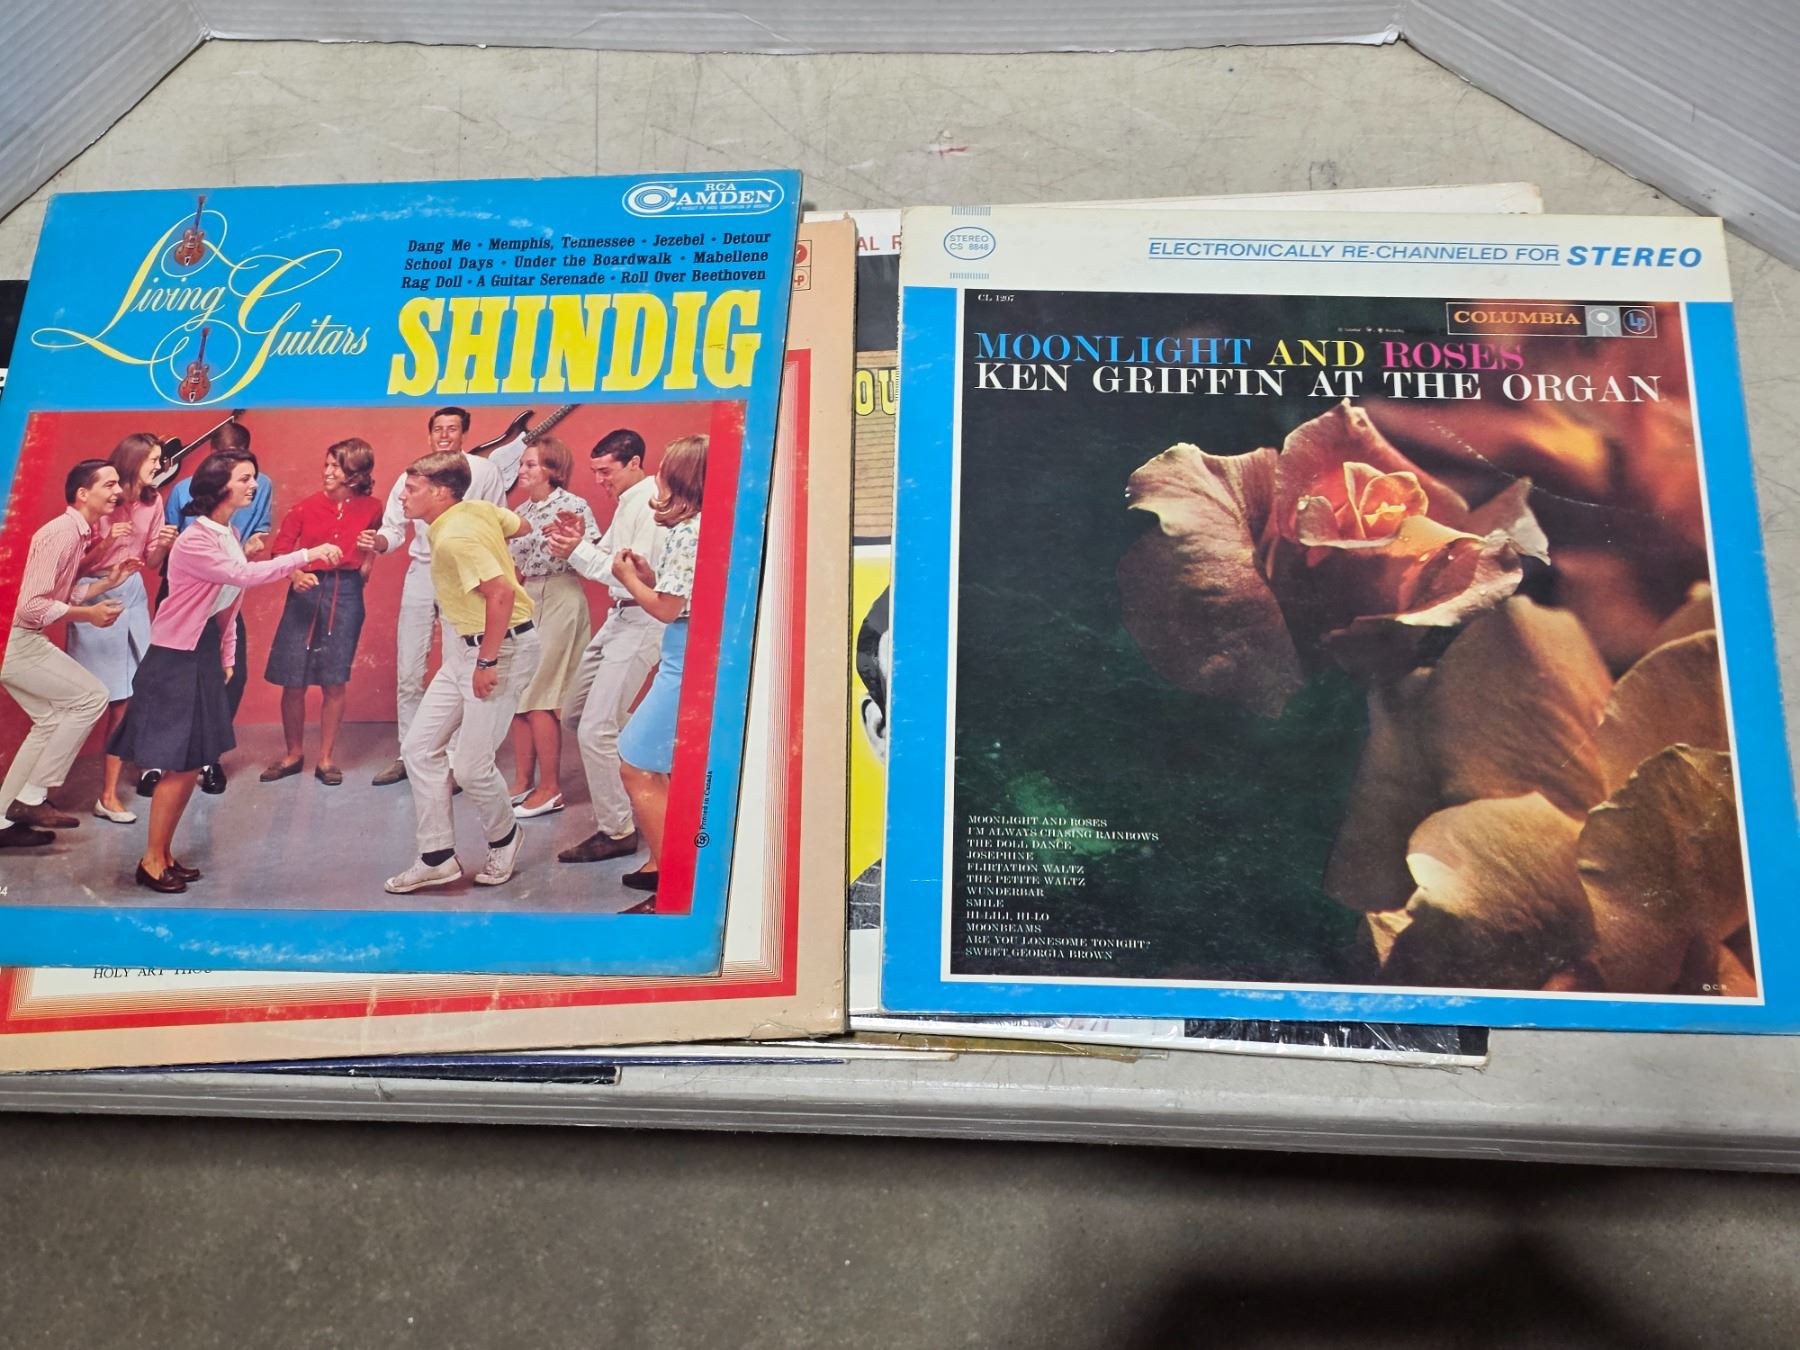 RCA
CAMDEN
Living Guitars
Dang Me • Memphis, Tennessee • Jezebel • Detour
School Days • Under the Boardwalk • Mabellene
Rag Doll • A Guitar Serenade • Roll Over Beethoven
SHINDIG
Printed in Canada
HOLY ART THOU
AL R
OU
STEREO
CS 8848
ELECTRONICALLY RE-CHANNELED FOR STEREO
CL 1207
COLUMBIA
Lp
MOONLIGHT AND ROSES
KEN GRIFFIN AT THE ORGAN
MOONLIGHT AND ROSES
I'M ALWAYS CHASING RAINBOWS
THE DOLL DANCE
JOSEPHINE
FLIRTATION WALTZ
THE PETITE WALTZ
WUNDERBAR
SMILE
HI-LILI, HI-LO
MOONBEAMS
ARE YOU LONESOME TONIGHT?
SWEET GEORGIA BROWN